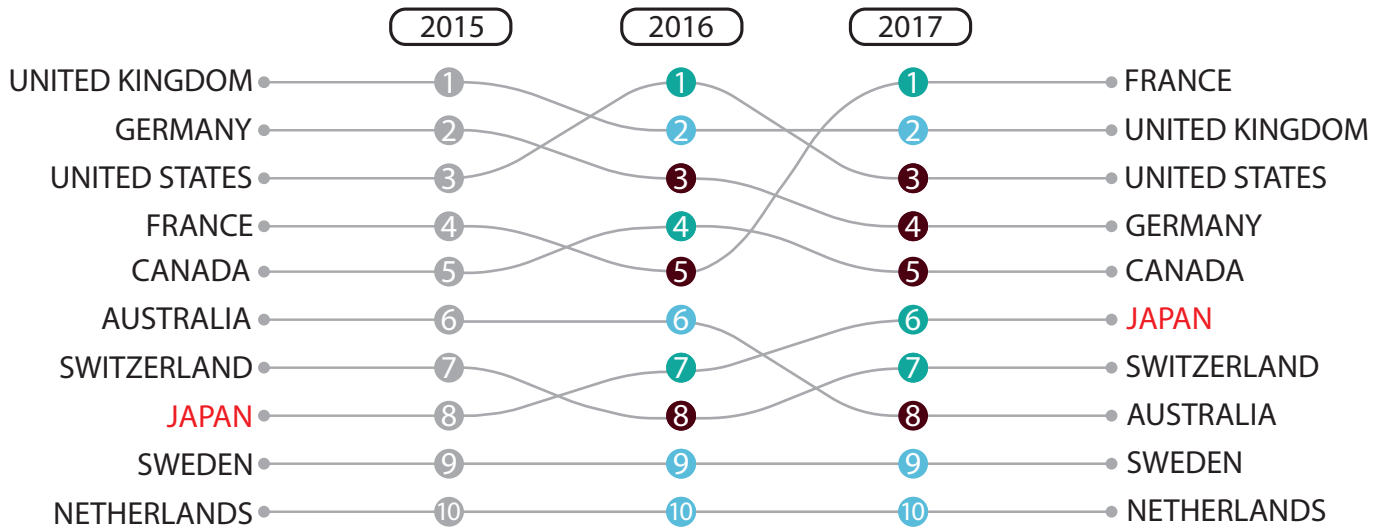 2015 2016 2017
UNITED KINGDOM 1 1 1 FRANCE
GERMANY 2 2 2 UNITED KINGDOM
UNITED STATES 3 3 3 UNITED STATES
FRANCE 4 4 4 GERMANY
CANADA 5 5 5 CANADA
AUSTRALIA 6 6 6 JAPAN
SWITZERLAND 7 7 7 SWITZERLAND
JAPAN 8 8 8 AUSTRALIA
SWEDEN 9 9 9 SWEDEN
NETHERLANDS 10 10 10 NETHERLANDS